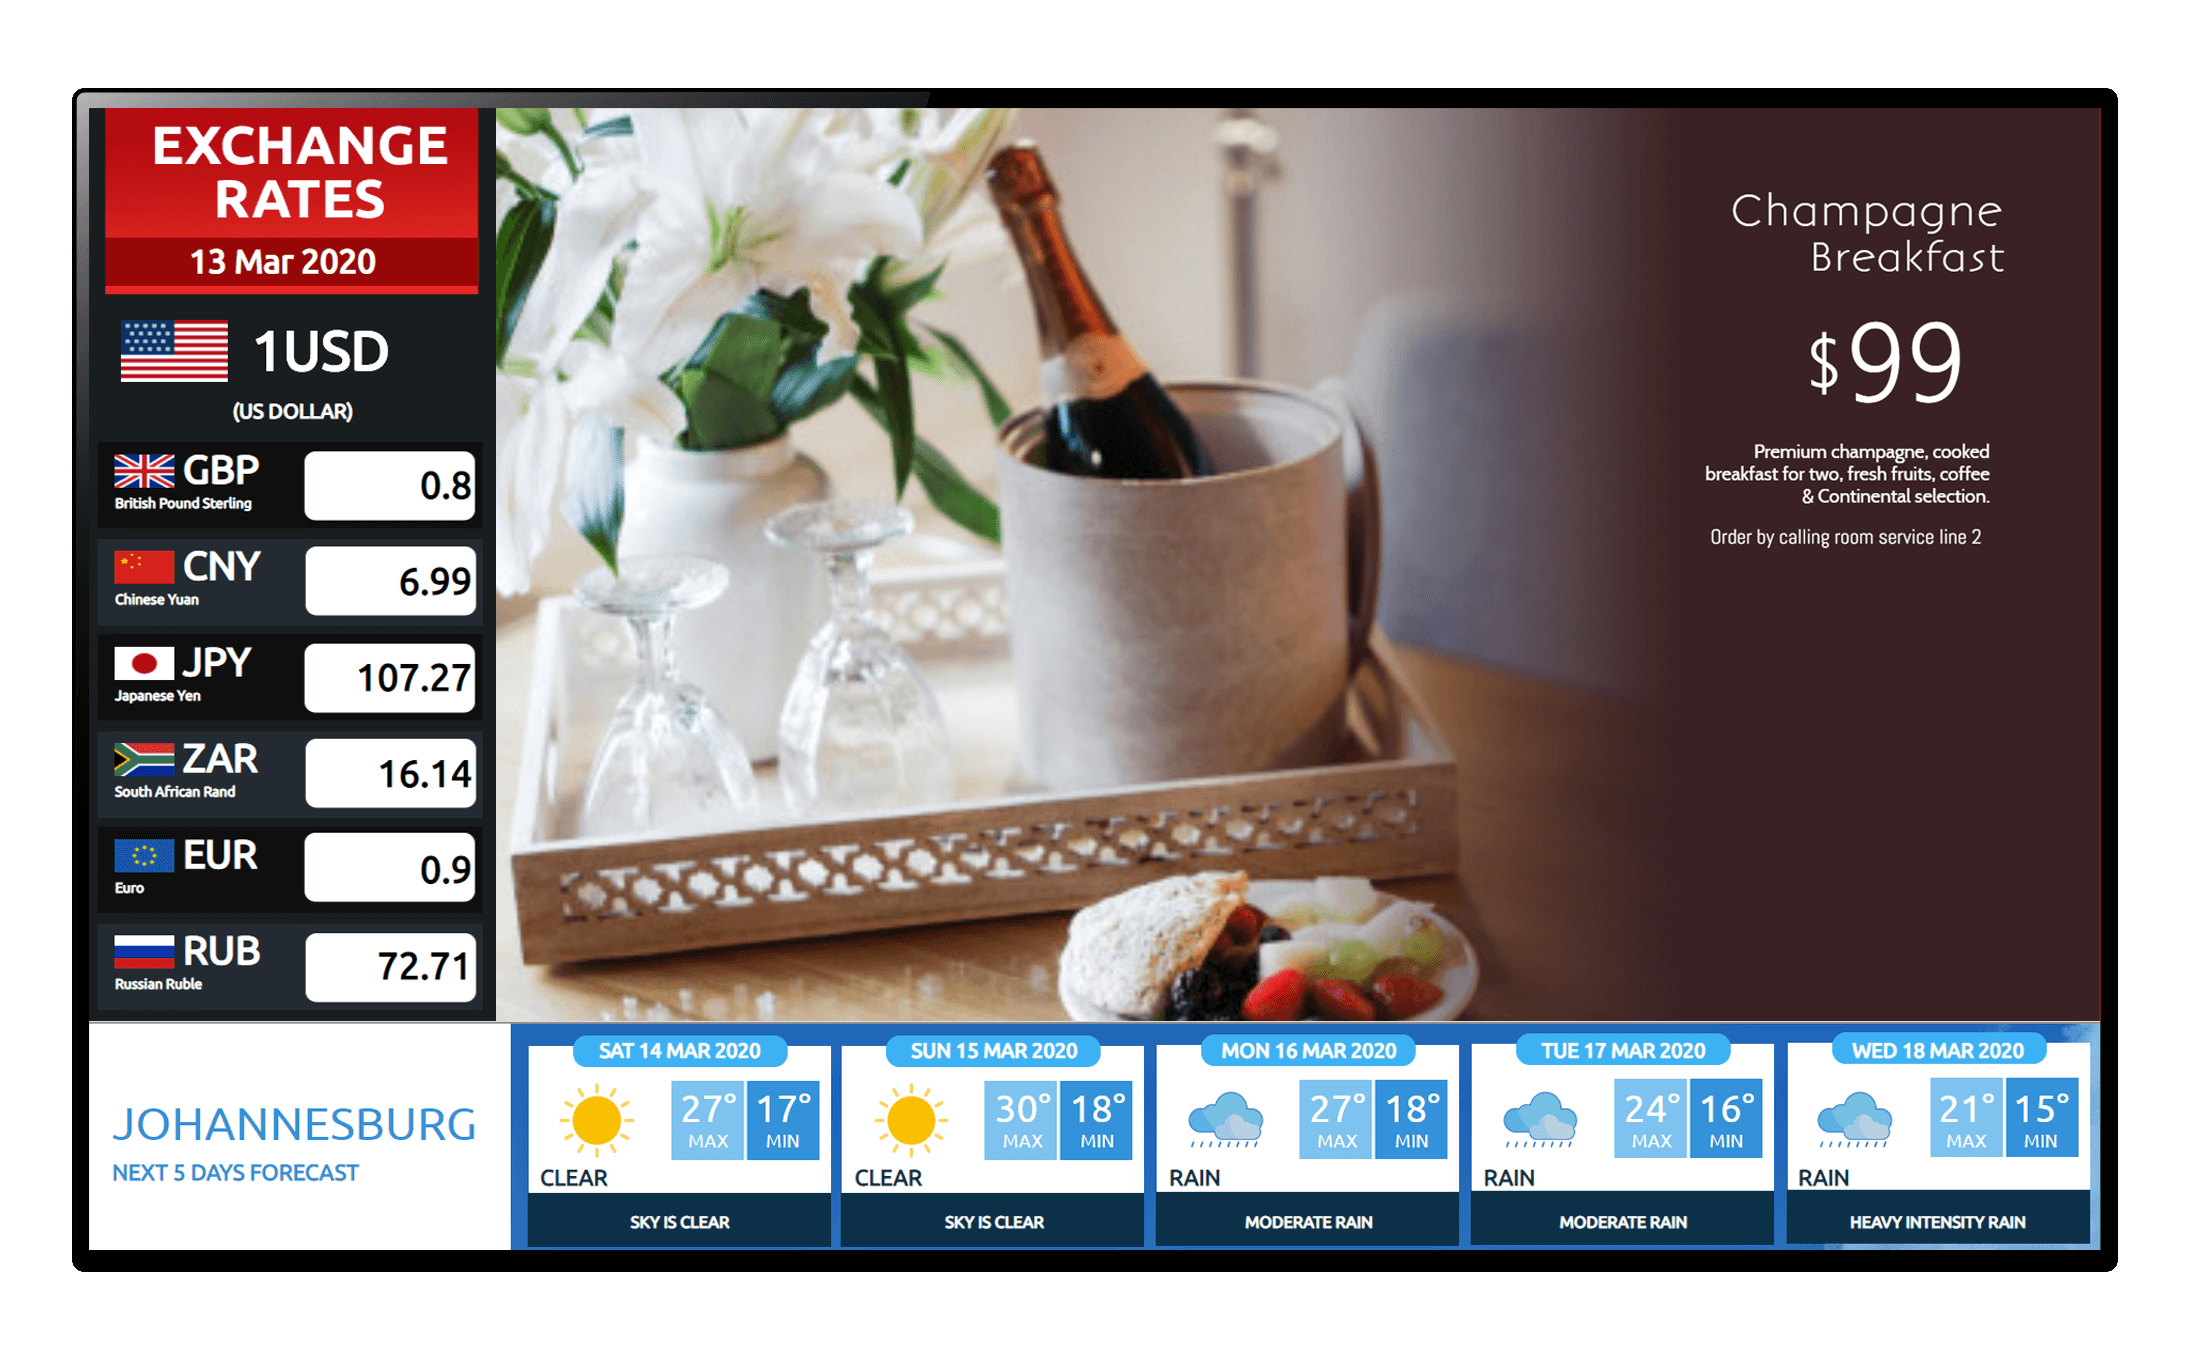 EXCHANGE
RATES
13 Mar 2020
1USD
(US DOLLAR)
GBP
British Pound Sterling
0.8
CNY
Chinese Yuan
6.99
JPY
Japanese Yen
107.27
ZAR
South African Rand
16.14
EUR
Euro
0.9
RUB
Russian Ruble
72.71
Champagne
Breakfast
$99
Premium champagne, cooked
breakfast for two, fresh fruits, coffee
& Continental selection.
Order by calling room service line 2
JOHANNESBURG
NEXT 5 DAYS FORECAST
SAT 14 MAR 2020
27° 17°
MAX MIN
CLEAR
SKY IS CLEAR
SUN 15 MAR 2020
30° 18°
MAX MIN
CLEAR
SKY IS CLEAR
MON 16 MAR 2020
27° 18°
MAX MIN
RAIN
MODERATE RAIN
TUE 17 MAR 2020
24° 16°
MAX MIN
RAIN
MODERATE RAIN
WED 18 MAR 2020
21° 15°
MAX MIN
RAIN
HEAVY INTENSITY RAIN